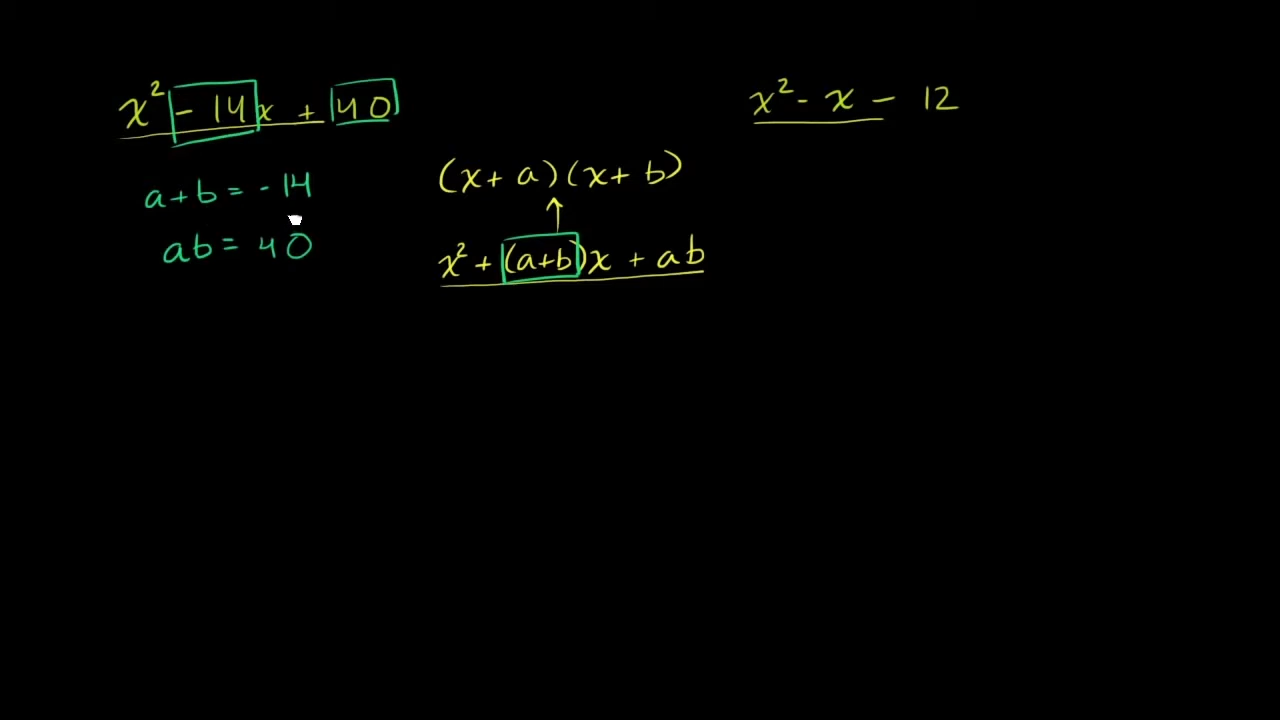 x² - 14x + 40
x² - x - 12
(x + a)(x + b)
a + b = -14
ab = 40
x² + (a+b)x + ab